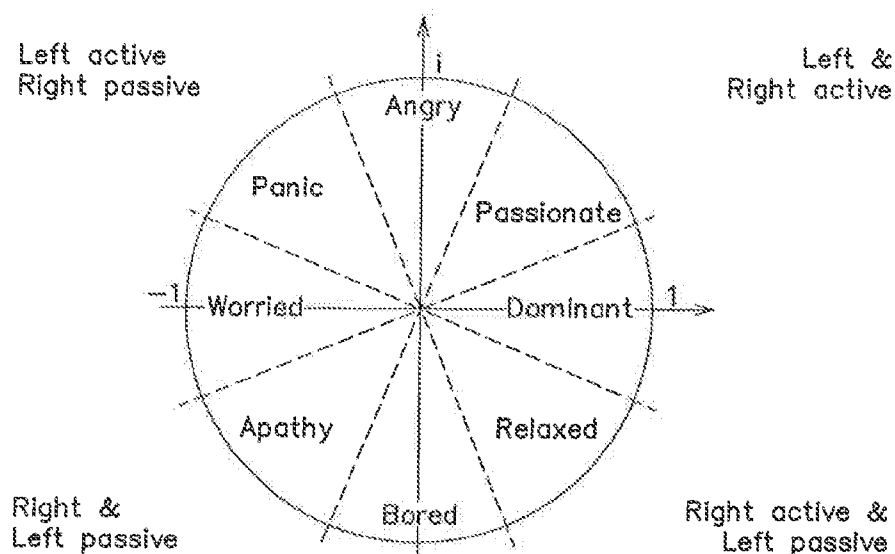 Left active
Right passive
Left &
Right active
i
Angry
Panic
Passionate
-1
Worried
Dominant
1
Apathy
Relaxed
Bored
Right &
Left passive
Right active &
Left passive